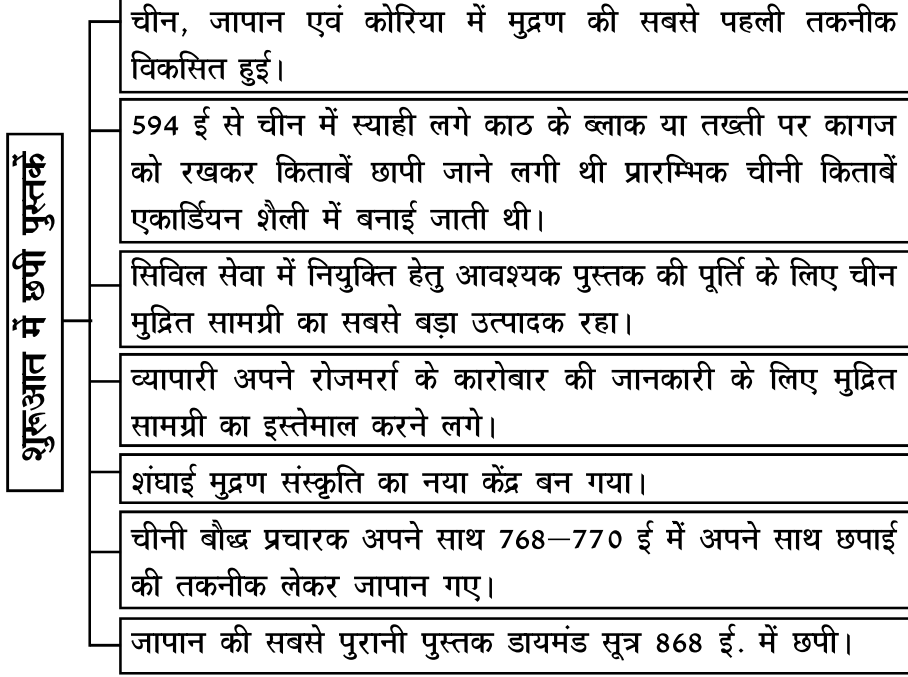 शुरूआत में छपी पुस्तकें
चीन, जापान एवं कोरिया में मुद्रण की सबसे पहली तकनीक
विकसित हुई।
594 ई से चीन में स्याही लगे काठ के ब्लाक या तख्ती पर कागज
को रखकर किताबें छापी जाने लगी थी प्रारम्भिक चीनी किताबें
एकार्डियन शैली में बनाई जाती थी।
सिविल सेवा में नियुक्ति हेतु आवश्यक पुस्तक की पूर्ति के लिए चीन
मुद्रित सामग्री का सबसे बड़ा उत्पादक रहा।
व्यापारी अपने रोजमर्रा के कारोबार की जानकारी के लिए मुद्रित
सामग्री का इस्तेमाल करने लगे।
शंघाई मुद्रण संस्कृति का नया केंद्र बन गया।
चीनी बौद्ध प्रचारक अपने साथ 768–770 ई में अपने साथ छपाई
की तकनीक लेकर जापान गए।
जापान की सबसे पुरानी पुस्तक डायमंड सूत्र 868 ई. में छपी।